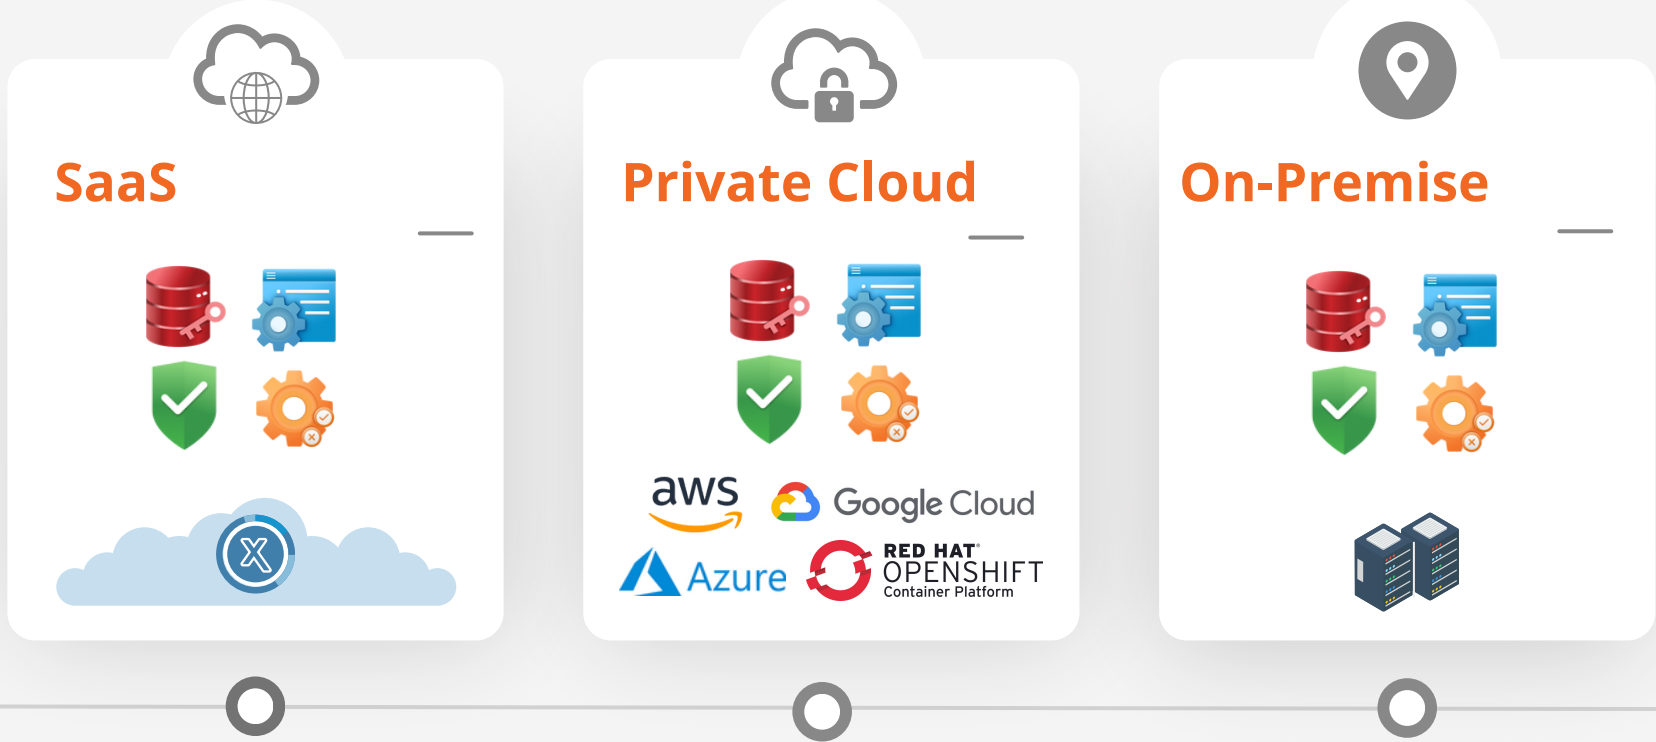 SaaS
Private Cloud
On-Premise
aws
Google Cloud
Azure
RED HAT®
OPENSHIFT
Container Platform
X